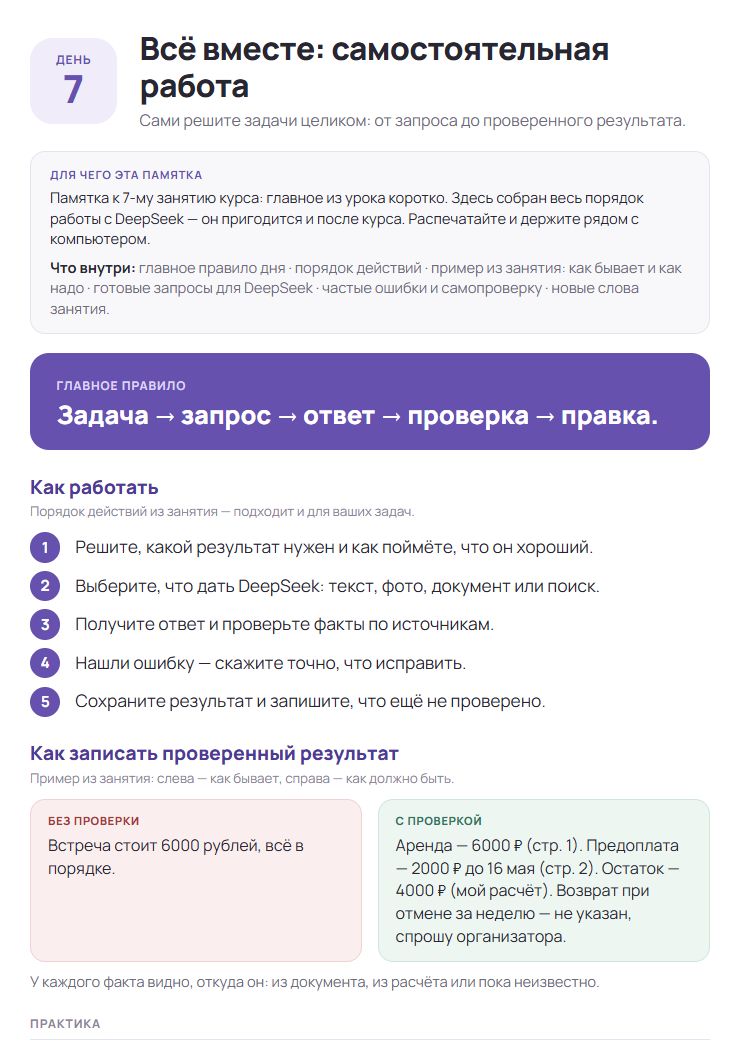 ДЕНЬ
7
Всё вместе: самостоятельная
работа
Сами решите задачи целиком: от запроса до проверенного результата.
ДЛЯ ЧЕГО ЭТА ПАМЯТКА
Памятка к 7-му занятию курса: главное из урока коротко. Здесь собран весь порядок
работы с DeepSeek — он пригодится и после курса. Распечатайте и держите рядом с
компьютером.
Что внутри: главное правило дня · порядок действий · пример из занятия: как бывает и как
надо · готовые запросы для DeepSeek · частые ошибки и самопроверку · новые слова
занятия.
ГЛАВНОЕ ПРАВИЛО
Задача → запрос → ответ → проверка → правка.
Как работать
Порядок действий из занятия — подходит и для ваших задач.
1 Решите, какой результат нужен и как поймёте, что он хороший.
2 Выберите, что дать DeepSeek: текст, фото, документ или поиск.
3 Получите ответ и проверьте факты по источникам.
4 Нашли ошибку — скажите точно, что исправить.
5 Сохраните результат и запишите, что ещё не проверено.
Как записать проверенный результат
Пример из занятия: слева — как бывает, справа — как должно быть.
БЕЗ ПРОВЕРКИ
Встреча стоит 6000 рублей, всё в
порядке.
С ПРОВЕРКОЙ
Аренда — 6000 ₽ (стр. 1). Предоплата
— 2000 ₽ до 16 мая (стр. 2). Остаток —
4000 ₽ (мой расчёт). Возврат при
отмене за неделю — не указан,
спрошу организатора.
У каждого факта видно, откуда он: из документа, из расчёта или пока неизвестно.
ПРАКТИКА